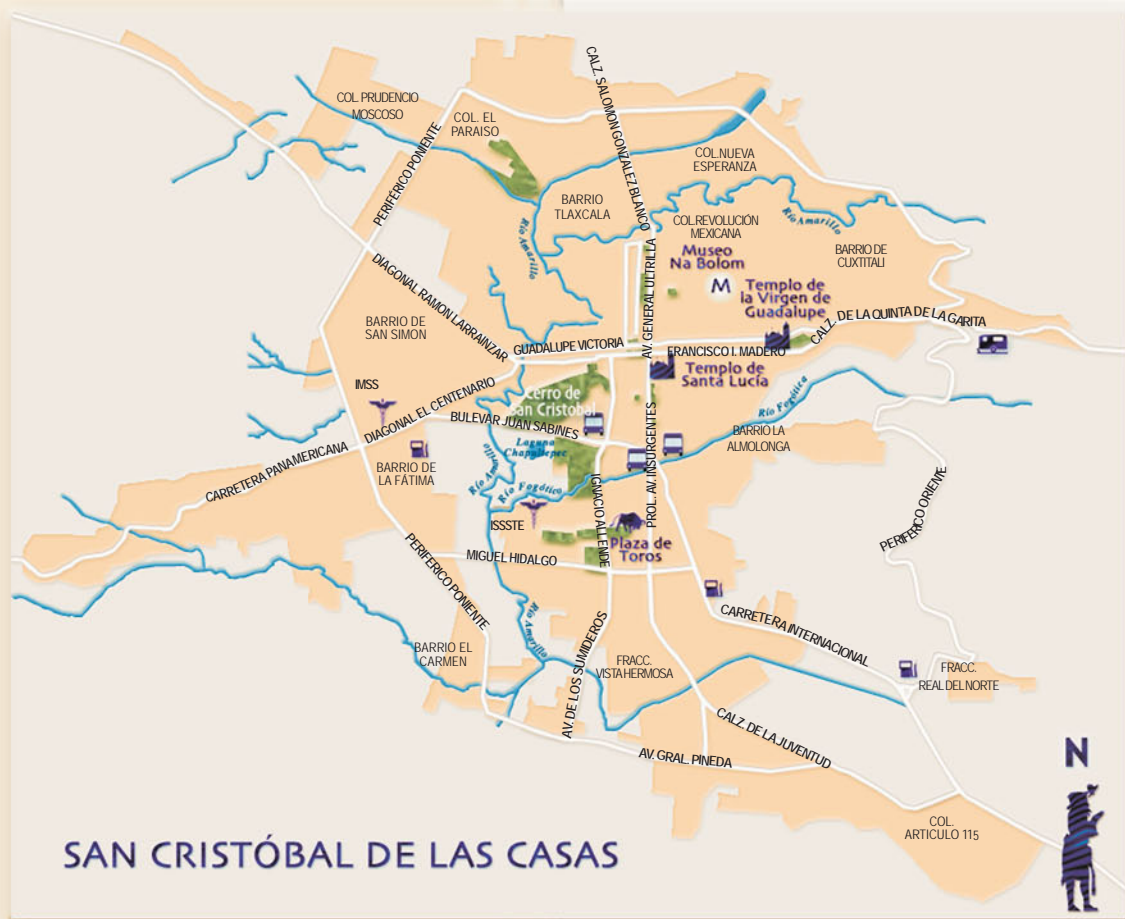 CALZ. SALOMON GONZALEZ BLANCO
COL. PRUDENCIO
MOSCOSO
COL. EL
PARAISO
PERIFÉRICO PONIENTE
COL.NUEVA
ESPERANZA
BARRIO
TLAXCALA
COL.REVOLUCIÓN
MEXICANA
Río Amarillo
Río Amarillo
BARRIO DE
CUXTITALI
Museo
Na Bolom
M
Templo de
la Virgen de
Guadalupe
DIAGONAL RAMON LARRAINZAR
AV. GENERAL UTRILLA
CALZ. DE LA QUINTA DE LA GARITA
BARRIO DE
SAN SIMON
GUADALUPE VICTORIA
FRANCISCO I. MADERO
Templo de
Santa Lucía
IMSS
DIAGONAL EL CENTENARIO
Cerro de
San Cristobal
BULEVAR JUAN SABINES
Río Fogótico
BARRIO LA
ALMOLONGA
Laguna
Chapultepec
CARRETERA PANAMERICANA
BARRIO DE
LA FÁTIMA
Río Amarillo
Río Fogótico
IGNACIO ALLENDE
PROL. AV. INSURGENTES
PERIFERICO ORIENTE
ISSSTE
Plaza de
Toros
MIGUEL HIDALGO
PERIFERICO PONIENTE
Río Amarillo
CARRETERA INTERNACIONAL
BARRIO EL
CARMEN
AV. DE LOS SUMIDEROS
FRACC.
VISTAHERMOSA
FRACC.
REAL DEL NORTE
CALZ. DE LA JUVENTUD
AV. GRAL. PINEDA
N
COL.
ARTICULO 115
SAN CRISTÓBAL DE LAS CASAS